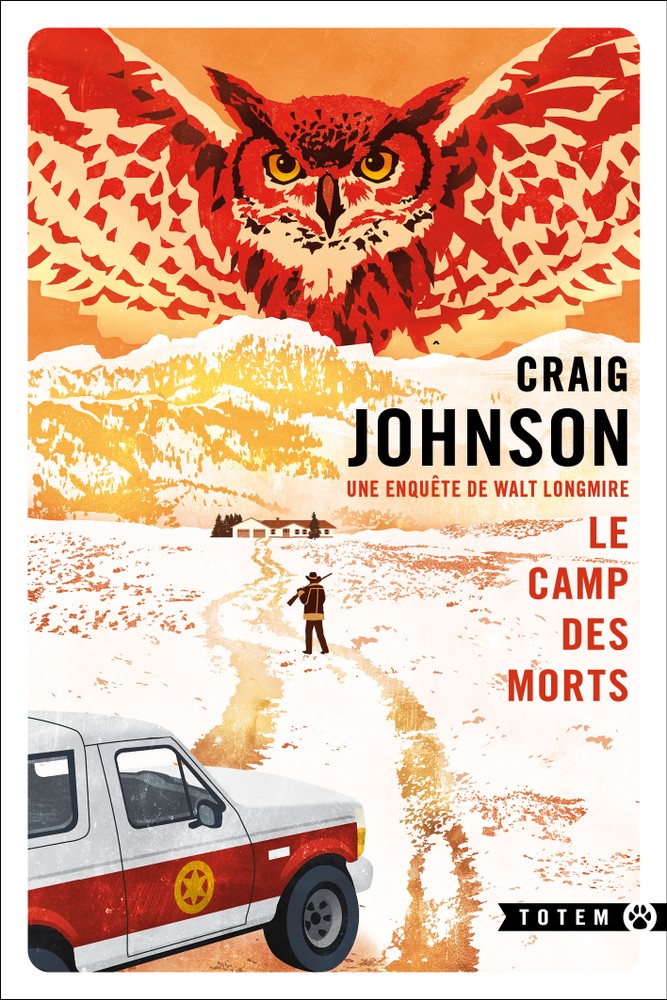 CRAIG
JOHNSON
UNE ENQUÊTE DE WALT LONGMIRE
LE
CAMP
DES
MORTS
TOTEM